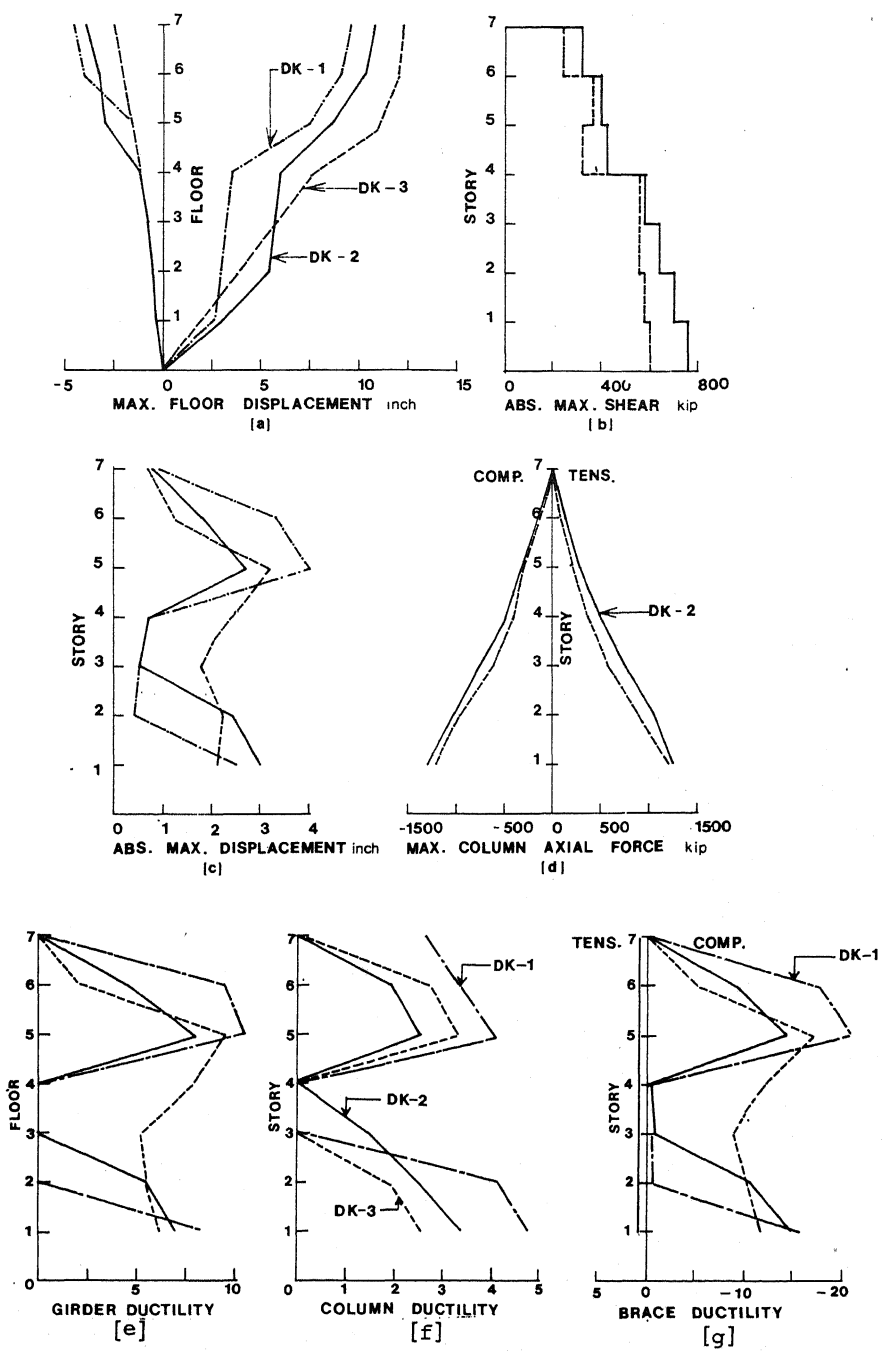 7
6
5
4
3
2
1
FLOOR
DK-1
DK-3
DK-2
-5
0
5
10
15
MAX. FLOOR DISPLACEMENT inch
[a]
7
6
5
4
3
2
1
STORY
0
400
800
ABS. MAX. SHEAR kip
[b]
7
6
5
4
3
2
1
STORY
0
1
2
3
4
ABS. MAX. DISPLACEMENT inch
[c]
COMP.
TENS.
7
6
5
4
3
2
1
STORY
DK-2
-1500
-500
0
500
1500
MAX. COLUMN AXIAL FORCE kip
[d]
7
6
5
4
3
2
1
FLOOR
0
5
10
GIRDER DUCTILITY
[e]
7
6
5
4
3
2
1
STORY
DK-1
DK-2
DK-3
0
1
2
3
4
5
COLUMN DUCTILITY
[f]
TENS.
COMP.
DK-1
7
6
5
4
3
2
1
STORY
5
0
-10
-20
BRACE DUCTILITY
[g]